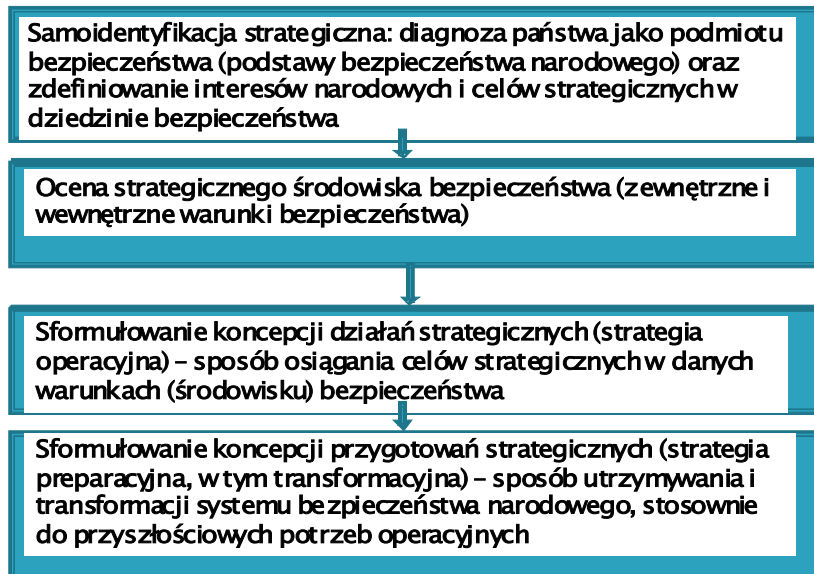 Samoidentyfikacja strategiczna: diagnoza państwa jako podmiotu
bezpieczeństwa (podstawy bezpieczeństwa narodowego) oraz
zdefiniowanie interesów narodowych i celów strategicznych w
dziedzinie bezpieczeństwa
Ocena strategicznego środowiska bezpieczeństwa (zewnętrzne i
wewnętrzne warunki bezpieczeństwa)
Sformułowanie koncepcji działań strategicznych (strategia
operacyjna) – sposób osiągania celów strategicznych w danych
warunkach (środowisku) bezpieczeństwa
Sformułowanie koncepcji przygotowań strategicznych (strategia
preparacyjna, w tym transformacyjna) – sposób utrzymywania i
transformacji systemu bezpieczeństwa narodowego, stosownie
do przyszłościowych potrzeb operacyjnych